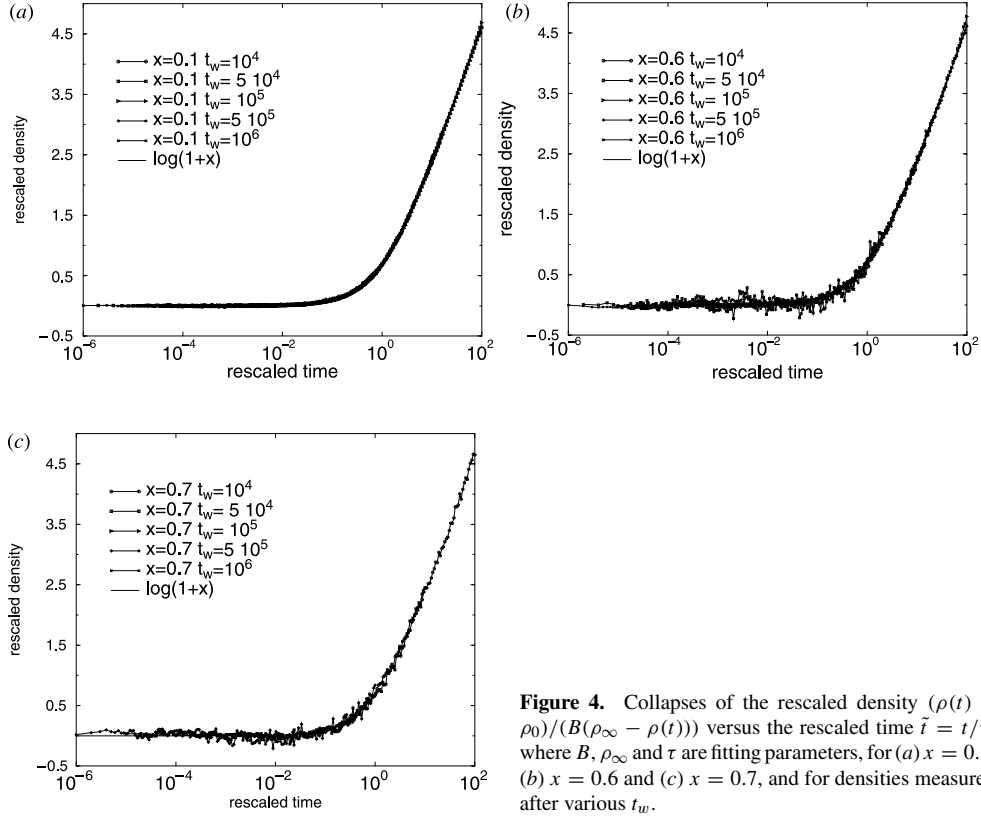 (a)
4.5
3.5
2.5
1.5
0.5
−0.5
rescaled density
x=0.1 t_w=10^4
x=0.1 t_w= 5 10^4
x=0.1 t_w= 10^5
x=0.1 t_w=5 10^5
x=0.1 t_w=10^6
log(1+x)
10^−6 10^−4 10^−2 10^0 10^2
rescaled time
(b)
4.5
3.5
2.5
1.5
0.5
−0.5
rescaled density
x=0.6 t_w=10^4
x=0.6 t_w= 5 10^4
x=0.6 t_w= 10^5
x=0.6 t_w=5 10^5
x=0.6 t_w=10^6
log(1+x)
10^−6 10^−4 10^−2 10^0 10^2
rescaled time
(c)
4.5
3.5
2.5
1.5
0.5
−0.5
rescaled density
x=0.7 t_w=10^4
x=0.7 t_w= 5 10^4
x=0.7 t_w= 10^5
x=0.7 t_w=5 10^5
x=0.7 t_w=10^6
log(1+x)
10^−6 10^−4 10^−2 10^0 10^2
rescaled time
Figure 4. Collapses of the rescaled density (ρ(t)
ρ_0)/(B(ρ_∞ − ρ(t))) versus the rescaled time t̃ = t/
where B, ρ_∞ and τ are fitting parameters, for (a) x = 0.
(b) x = 0.6 and (c) x = 0.7, and for densities measure
after various t_w.